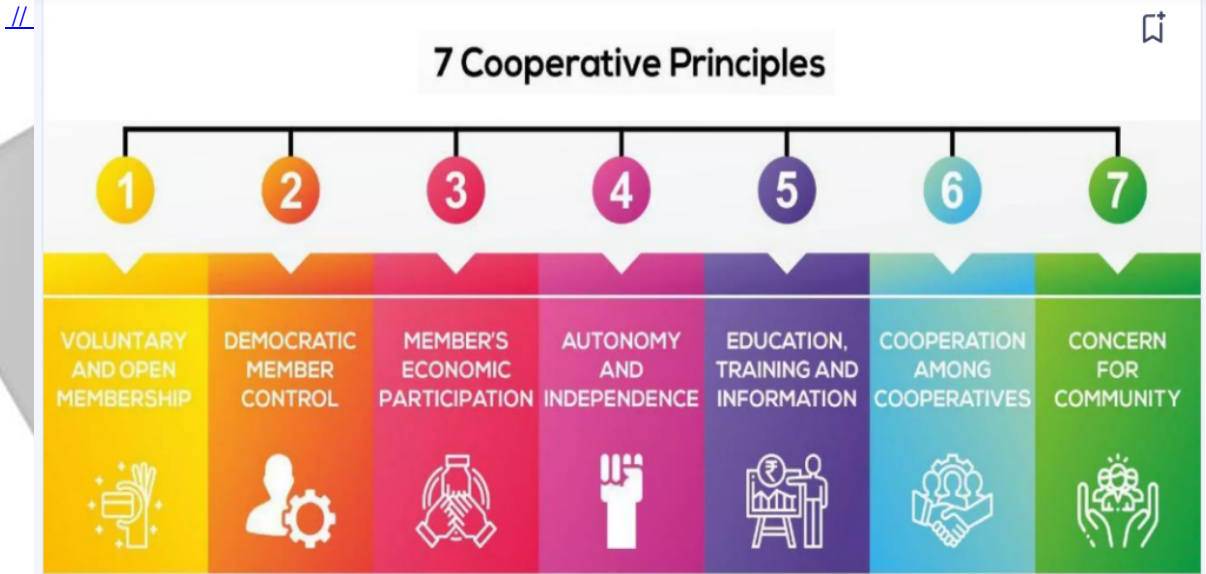 //
7 Cooperative Principles
1
2
3
4
5
6
7
VOLUNTARY
AND OPEN
MEMBERSHIP
DEMOCRATIC
MEMBER
CONTROL
MEMBER'S
ECONOMIC
PARTICIPATION
AUTONOMY
AND
INDEPENDENCE
EDUCATION,
TRAINING AND
INFORMATION
COOPERATION
AMONG
COOPERATIVES
CONCERN
FOR
COMMUNITY
₹